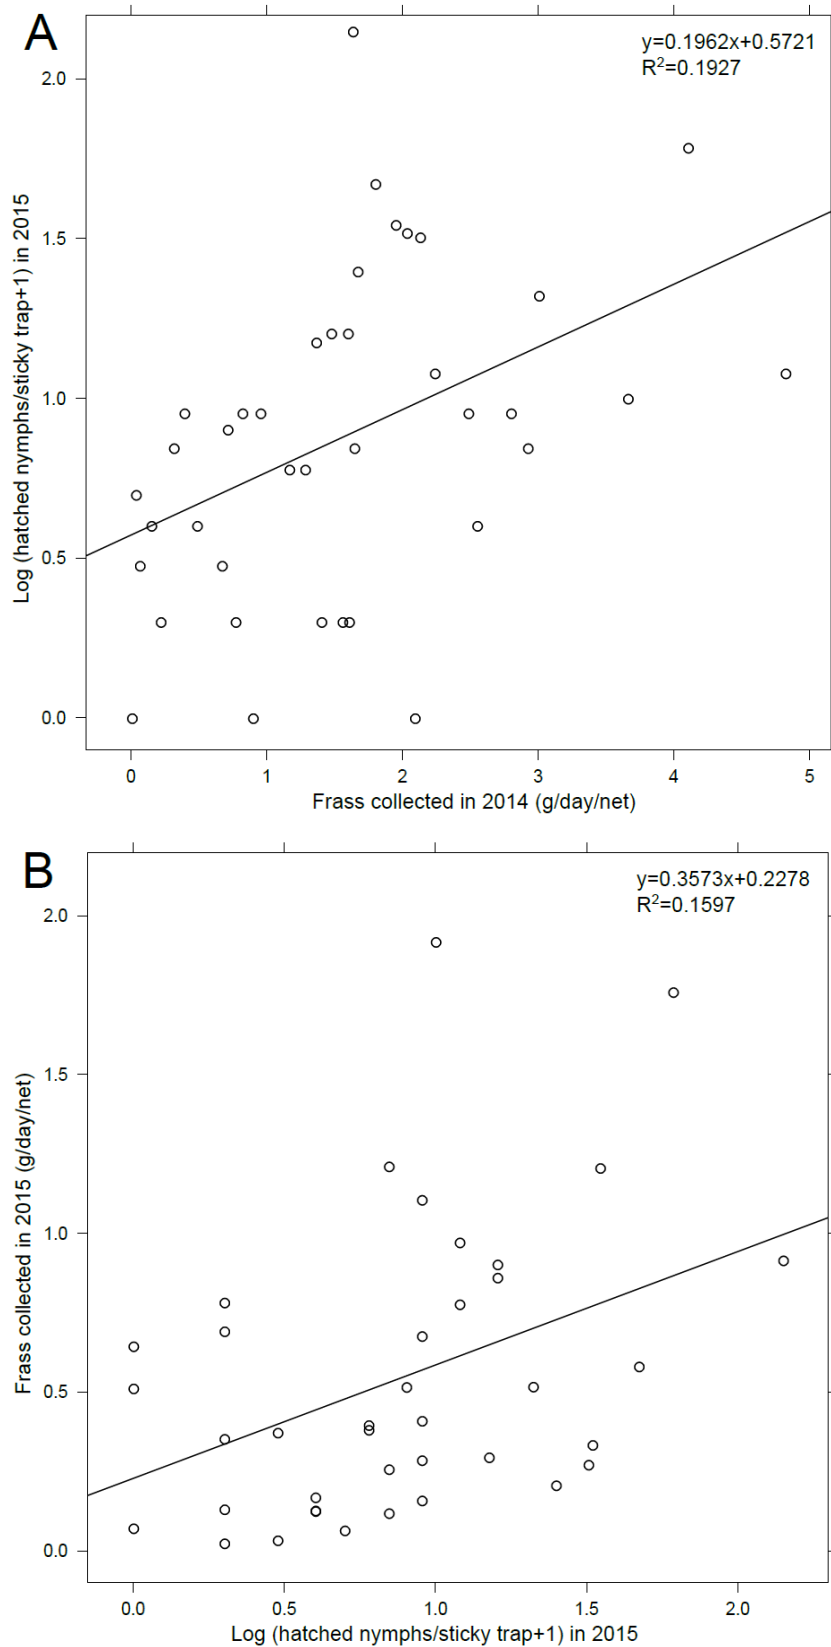 A
y=0.1962x+0.5721
R²=0.1927
2.0
1.5
1.0
0.5
0.0
Log (hatched nymphs/sticky trap+1) in 2015
0 1 2 3 4 5
Frass collected in 2014 (g/day/net)
B
y=0.3573x+0.2278
R²=0.1597
2.0
1.5
1.0
0.5
0.0
Frass collected in 2015 (g/day/net)
0.0 0.5 1.0 1.5 2.0
Log (hatched nymphs/sticky trap+1) in 2015